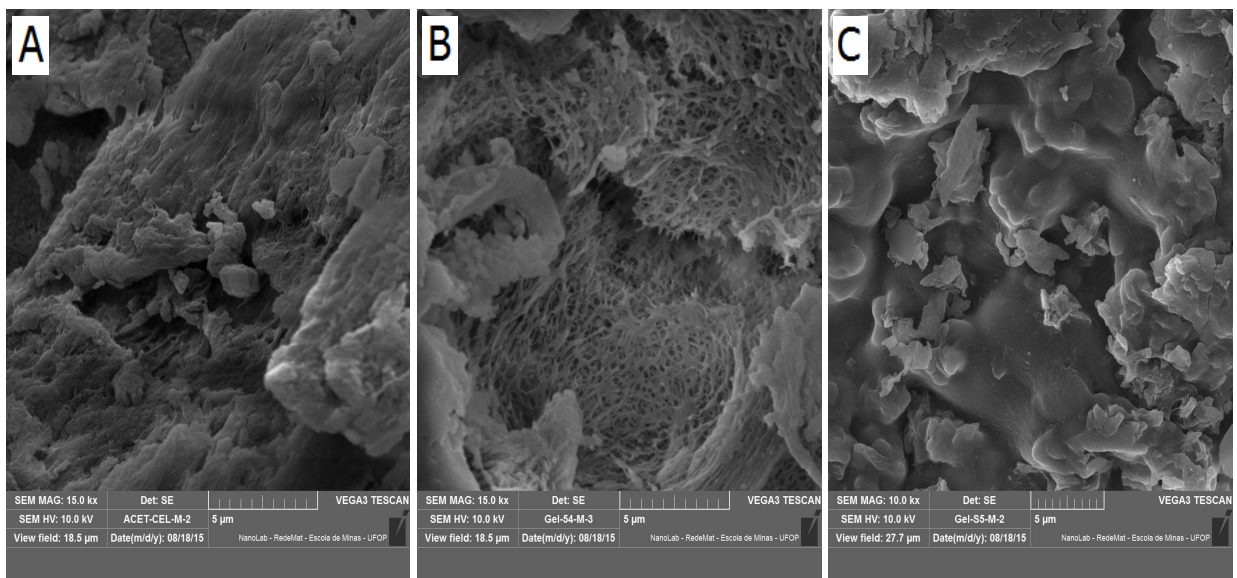 A
B
C
SEM MAG: 15.0 kx Det: SE VEGA3 TESCAN
SEM HV: 10.0 kV ACET-CEL-M-2 5 µm
View field: 18.5 µm Date(m/d/y): 08/18/15 NanoLab - RedeMat - Escola de Minas - UFOP
SEM MAG: 15.0 kx Det: SE VEGA3 TESCAN
SEM HV: 10.0 kV Gel-54-M-3 5 µm
View field: 18.5 µm Date(m/d/y): 08/18/15 NanoLab - RedeMat - Escola de Minas - UFOP
SEM MAG: 10.0 kx Det: SE VEGA3 TESCAN
SEM HV: 10.0 kV Gel-S5-M-2 5 µm
View field: 27.7 µm Date(m/d/y): 08/18/15 NanoLab - RedeMat - Escola de Minas - UFOP